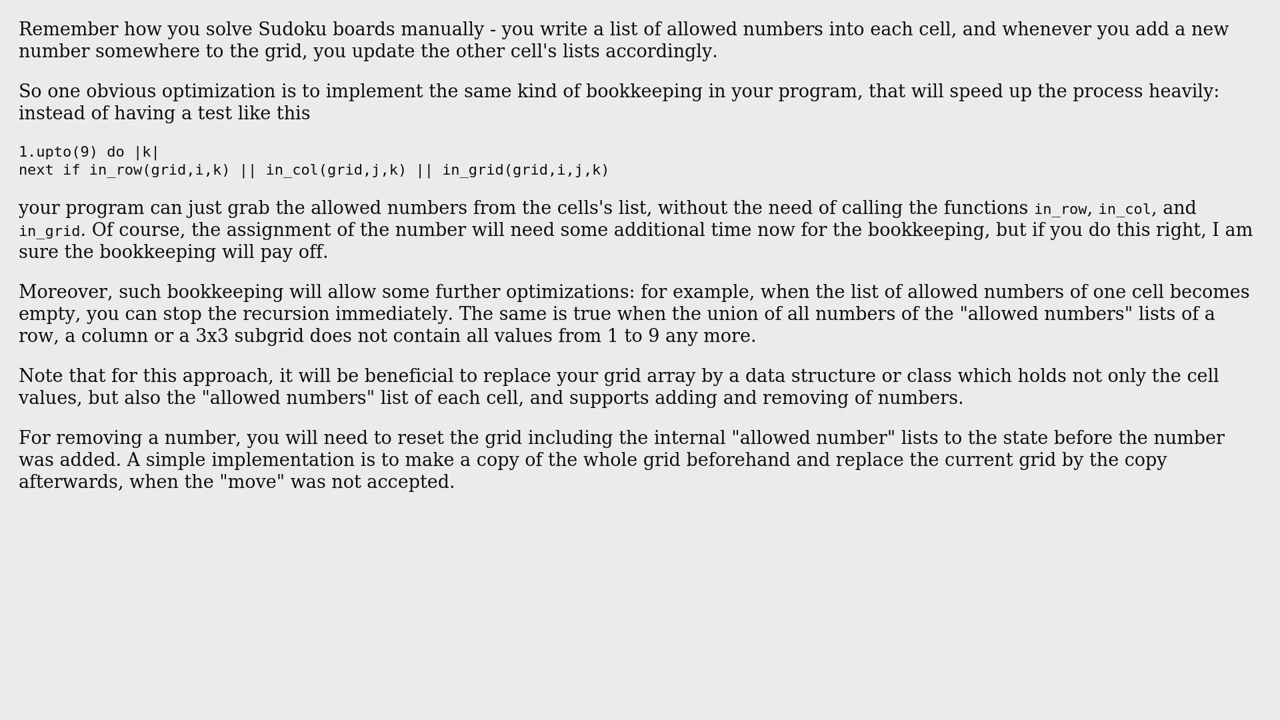 Remember how you solve Sudoku boards manually - you write a list of allowed numbers into each cell, and whenever you add a new
number somewhere to the grid, you update the other cell's lists accordingly.
So one obvious optimization is to implement the same kind of bookkeeping in your program, that will speed up the process heavily:
instead of having a test like this
1.upto(9) do |k|
next if in_row(grid,i,k) || in_col(grid,j,k) || in_grid(grid,i,j,k)
your program can just grab the allowed numbers from the cells's list, without the need of calling the functions in_row, in_col, and
in_grid. Of course, the assignment of the number will need some additional time now for the bookkeeping, but if you do this right, I am
sure the bookkeeping will pay off.
Moreover, such bookkeeping will allow some further optimizations: for example, when the list of allowed numbers of one cell becomes
empty, you can stop the recursion immediately. The same is true when the union of all numbers of the "allowed numbers" lists of a
row, a column or a 3x3 subgrid does not contain all values from 1 to 9 any more.
Note that for this approach, it will be beneficial to replace your grid array by a data structure or class which holds not only the cell
values, but also the "allowed numbers" list of each cell, and supports adding and removing of numbers.
For removing a number, you will need to reset the grid including the internal "allowed number" lists to the state before the number
was added. A simple implementation is to make a copy of the whole grid beforehand and replace the current grid by the copy
afterwards, when the "move" was not accepted.